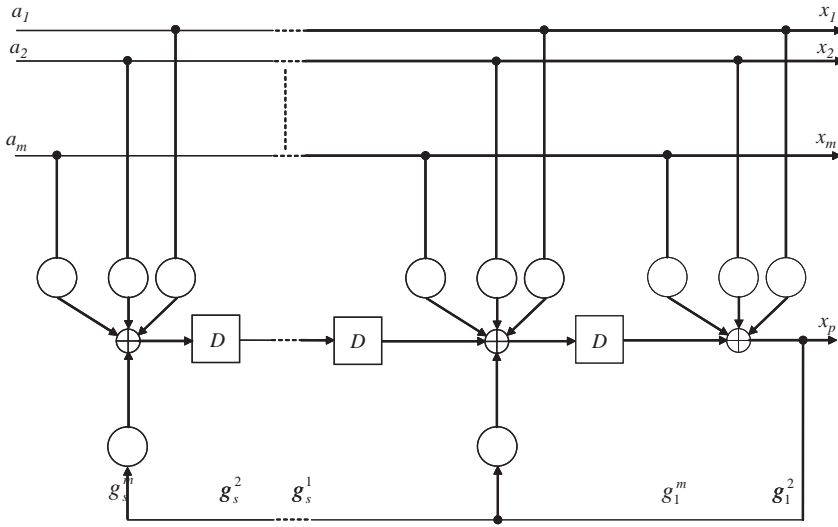 a₁ x₁
a₂ x₂
aₘ xₘ
D D D xₚ
gₛᵐ gₛ² gₛ¹ g₁ᵐ g₁²